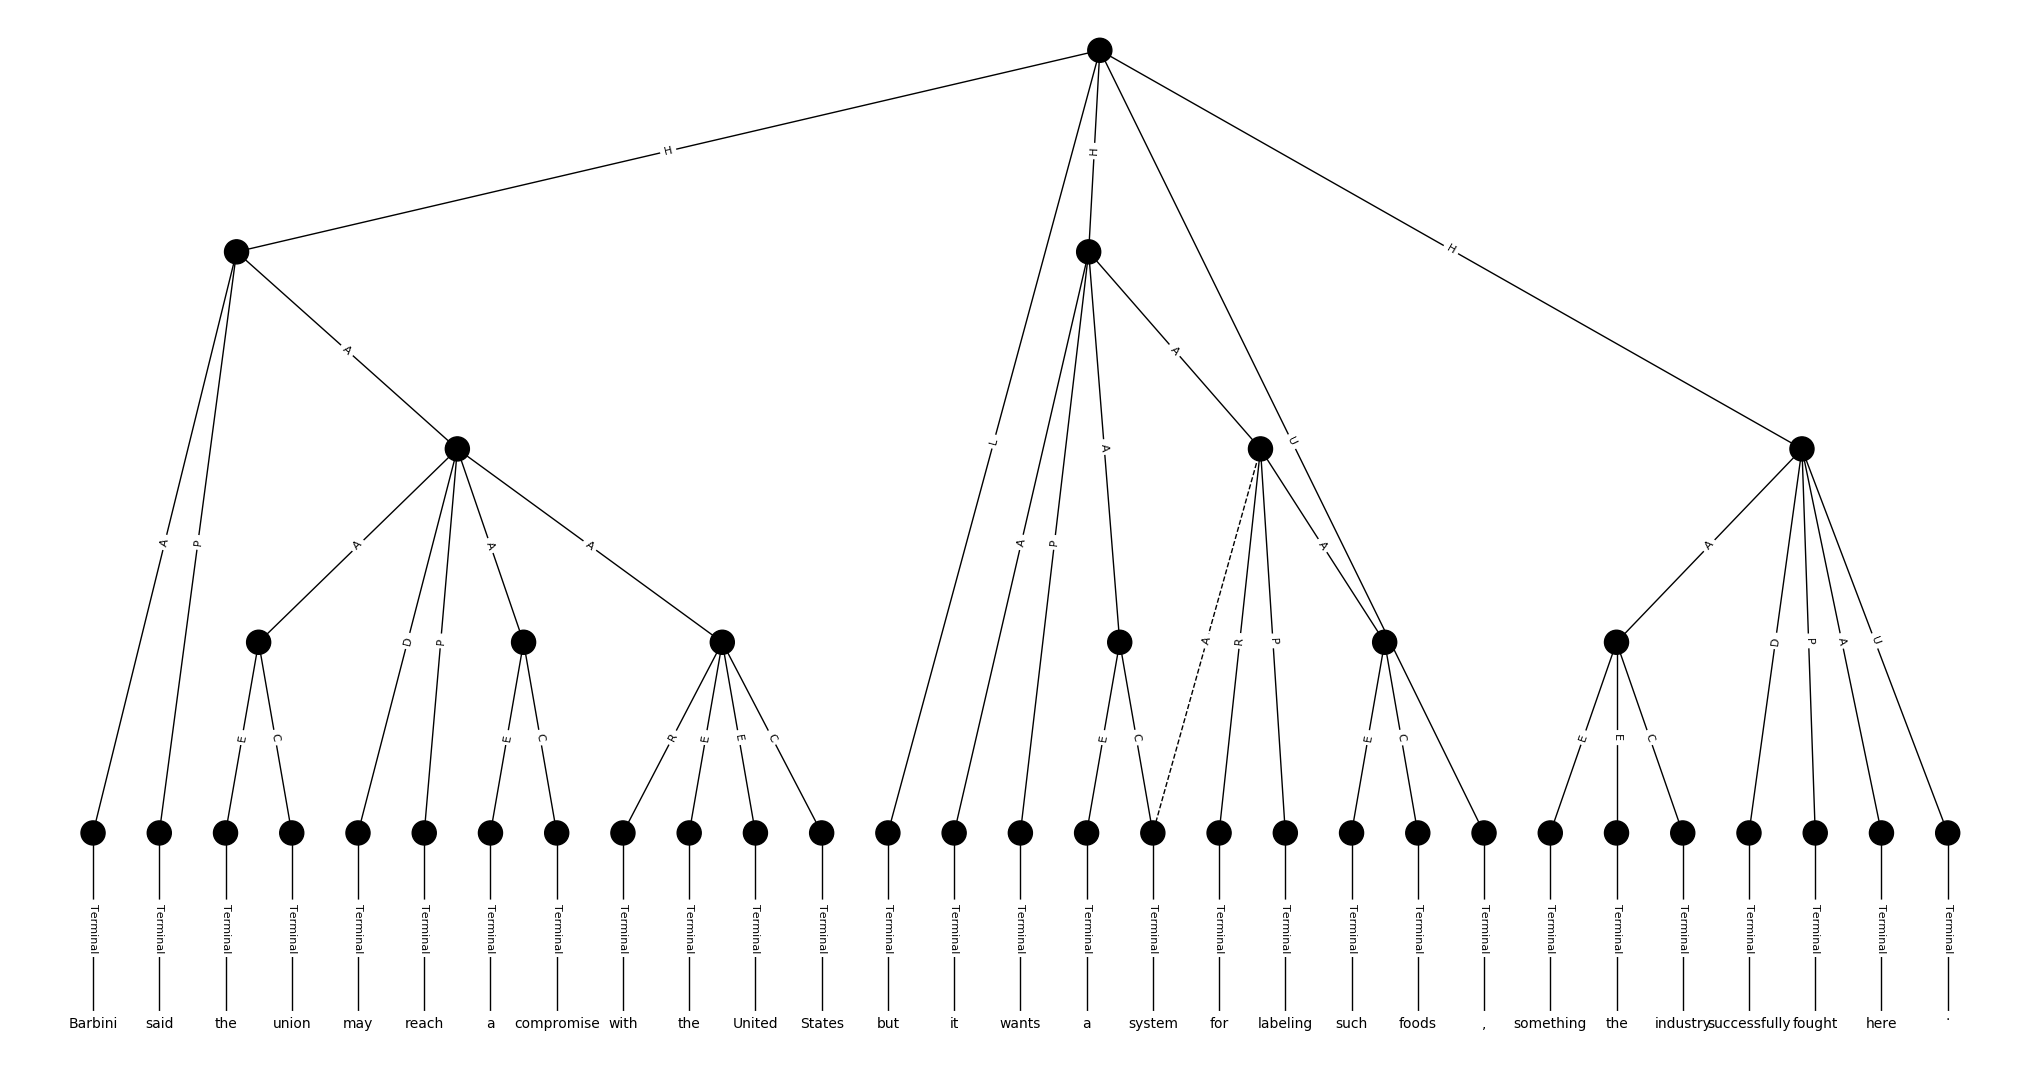 H
H
H
A
A
L
U
A
A
A
P
A
A
A
A
P
A
A
D
P
A
R
P
D
P
A
U
E
C
E
C
R
E
E
C
E
C
E
C
E
E
C
Terminal Terminal Terminal Terminal Terminal Terminal Terminal Terminal Terminal Terminal Terminal Terminal Terminal Terminal Terminal Terminal Terminal Terminal Terminal Terminal Terminal Terminal Terminal Terminal Terminal Terminal Terminal Terminal Terminal
Barbini said the union may reach a compromise with the United States but it wants a system for labeling such foods , something the industry successfully fought here .